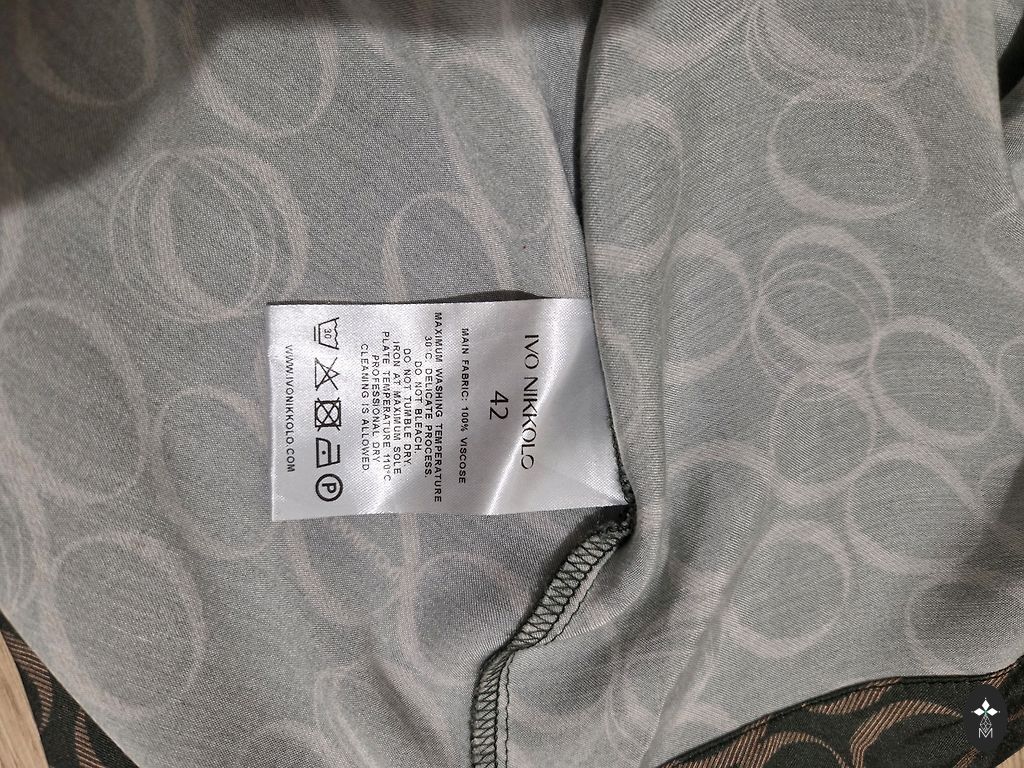 IVO NIKKOLO
42
MAIN FABRIC: 100% VISCOSE
MAXIMUM WASHING TEMPERATURE
30°C DELICATE PROCESS.
DO NOT BLEACH.
DO NOT TUMBLE DRY.
IRON AT MAXIMUM SOLE
PLATE TEMPERATURE 110°C
PROFESSIONAL DRY
CLEANING IS ALLOWED
30
P
WWW.IVONIKKOLO.COM
M